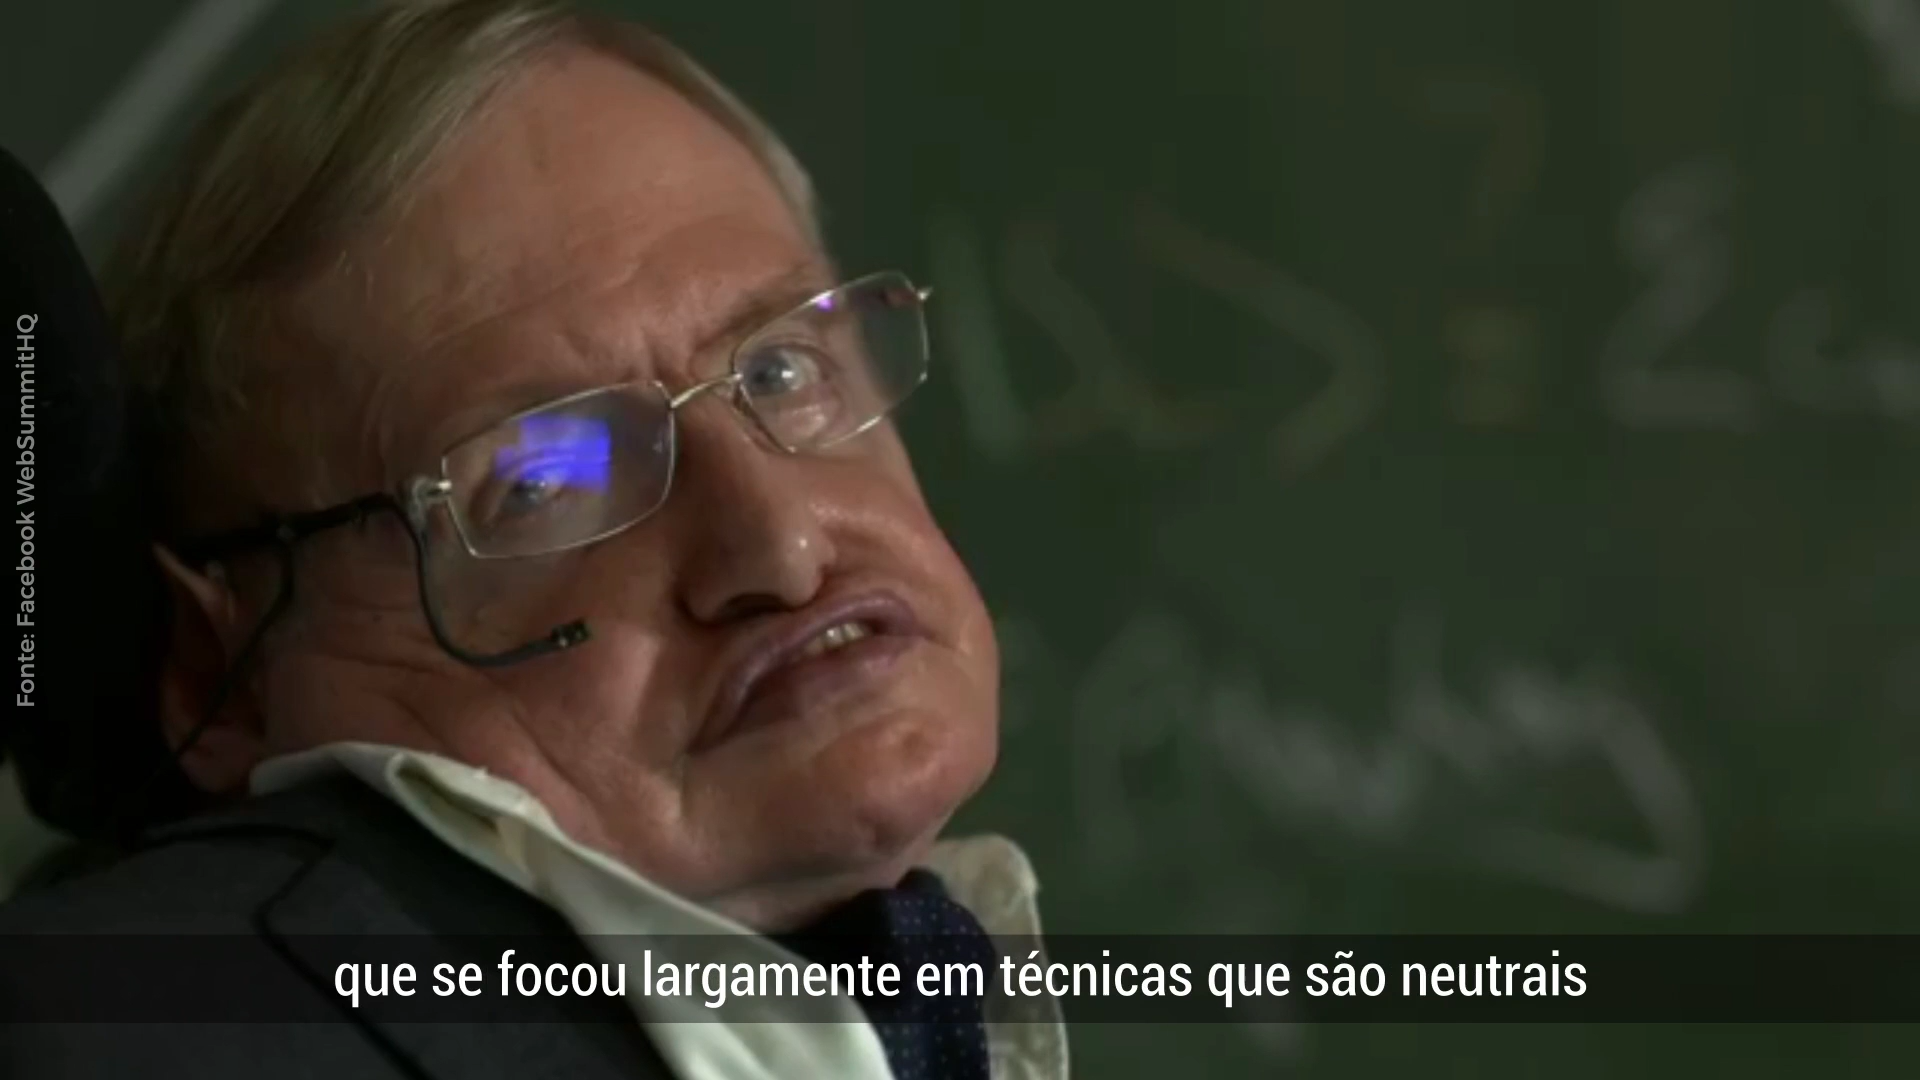 Fonte: Facebook WebSummitHQ
que se focou largamente em técnicas que são neutrais